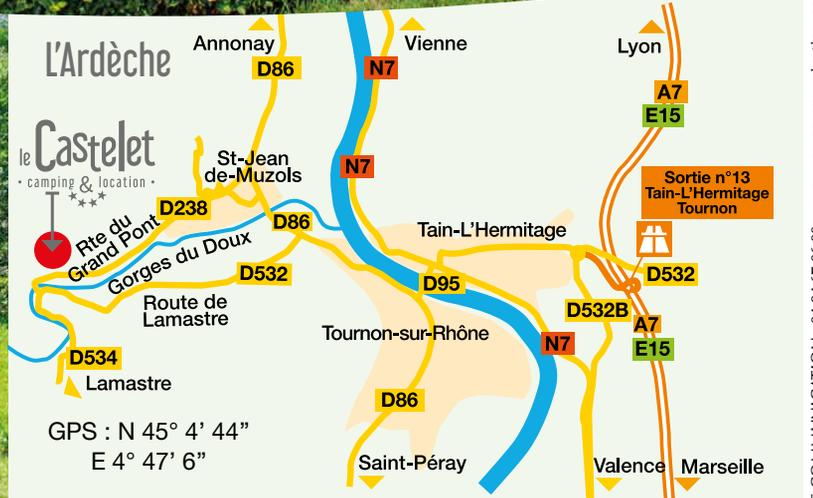 L'Ardèche
Annonay
Vienne
Lyon
D86
N7
A7
E15
le Castelet
• camping & location •
St-Jean
de-Muzols
N7
Sortie n°13
Tain-L'Hermitage
Tournon
D238
D86
Rte du
Grand Pont
Gorges du Doux
Tain-L'Hermitage
D532
D532
D95
Route de
Lamastre
D532B
A7
E15
Tournon-sur-Rhône
N7
D534
Lamastre
D86
GPS : N 45° 4' 44”
E 4° 47' 6”
Saint-Péray
Valence
Marseille